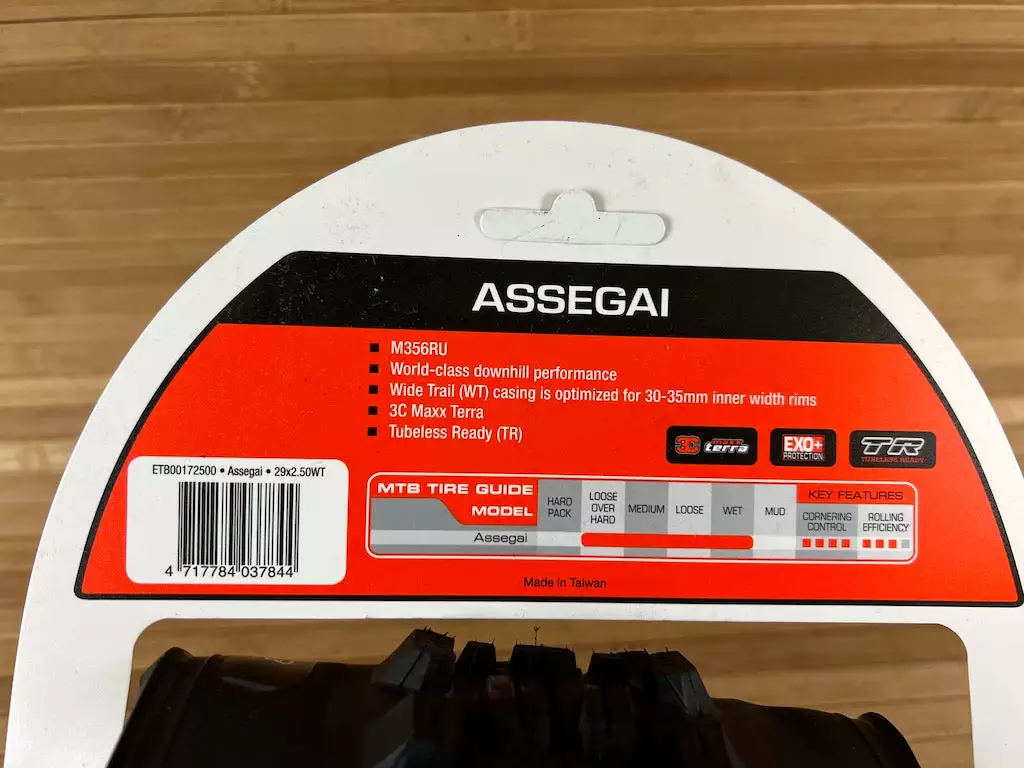 ASSEGAI
M356RU
World-class downhill performance
Wide Trail (WT) casing is optimized for 30-35mm inner width rims
3C Maxx Terra
Tubeless Ready (TR)
3C maxx terra
EXO+ PROTECTION
TR TUBELESS READY
ETB00172500 • Assegai • 29x2.50WT
4 717784 037844
MTB TIRE GUIDE
MODEL
HARD PACK
LOOSE OVER HARD
MEDIUM
LOOSE
WET
MUD
KEY FEATURES
CORNERING CONTROL
ROLLING EFFICIENCY
Assegai
Made In Taiwan